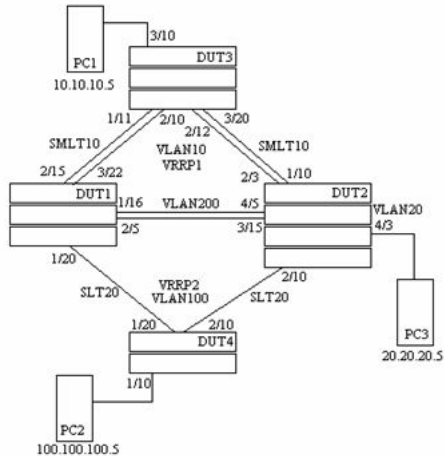 3/10
DUT3
PC1
10.10.10.5
1/11
2/10
2/12
3/20
SMLT10
SMLT10
VLAN10
VRRP1
2/15
3/22
2/3
1/10
DUT1
DUT2
1/16
VLAN200
4/5
VLAN20
2/5
3/15
4/3
1/20
2/10
SLT20
VRRP2
VLAN100
SLT20
1/20
2/10
DUT4
PC3
20.20.20.5
1/10
PC2
100.100.100.5